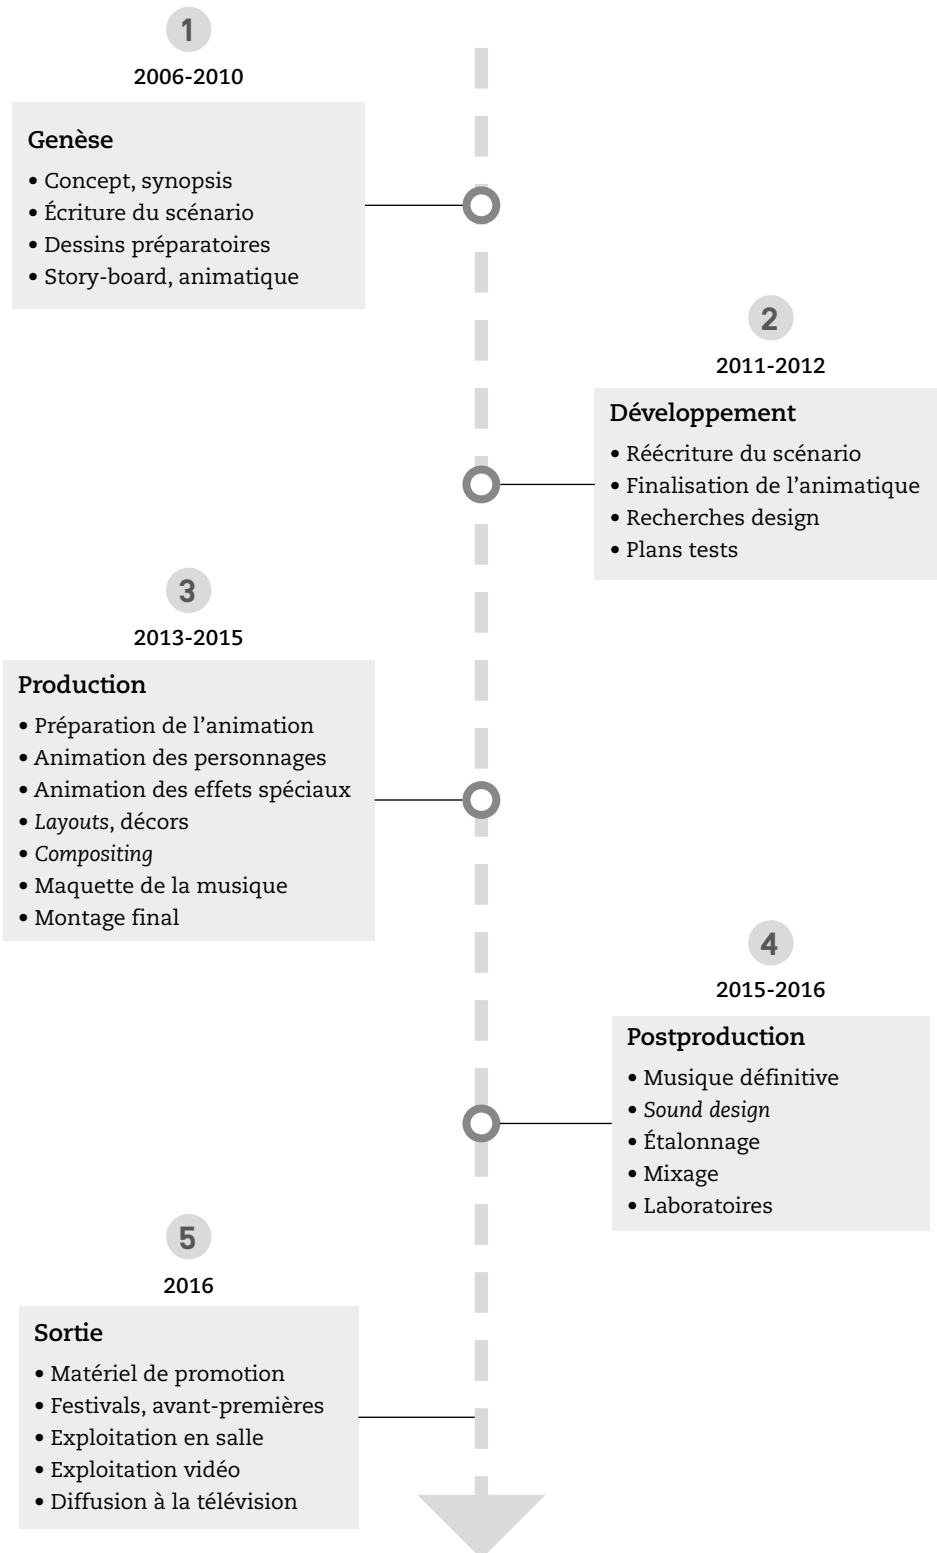 1
2006-2010
Genèse
• Concept, synopsis
• Écriture du scénario
• Dessins préparatoires
• Story-board, animatique
2
2011-2012
Développement
• Réécriture du scénario
• Finalisation de l’animatique
• Recherches design
• Plans tests
3
2013-2015
Production
• Préparation de l’animation
• Animation des personnages
• Animation des effets spéciaux
• Layouts, décors
• Compositing
• Maquette de la musique
• Montage final
4
2015-2016
Postproduction
• Musique définitive
• Sound design
• Étalonnage
• Mixage
• Laboratoires
5
2016
Sortie
• Matériel de promotion
• Festivals, avant-premières
• Exploitation en salle
• Exploitation vidéo
• Diffusion à la télévision